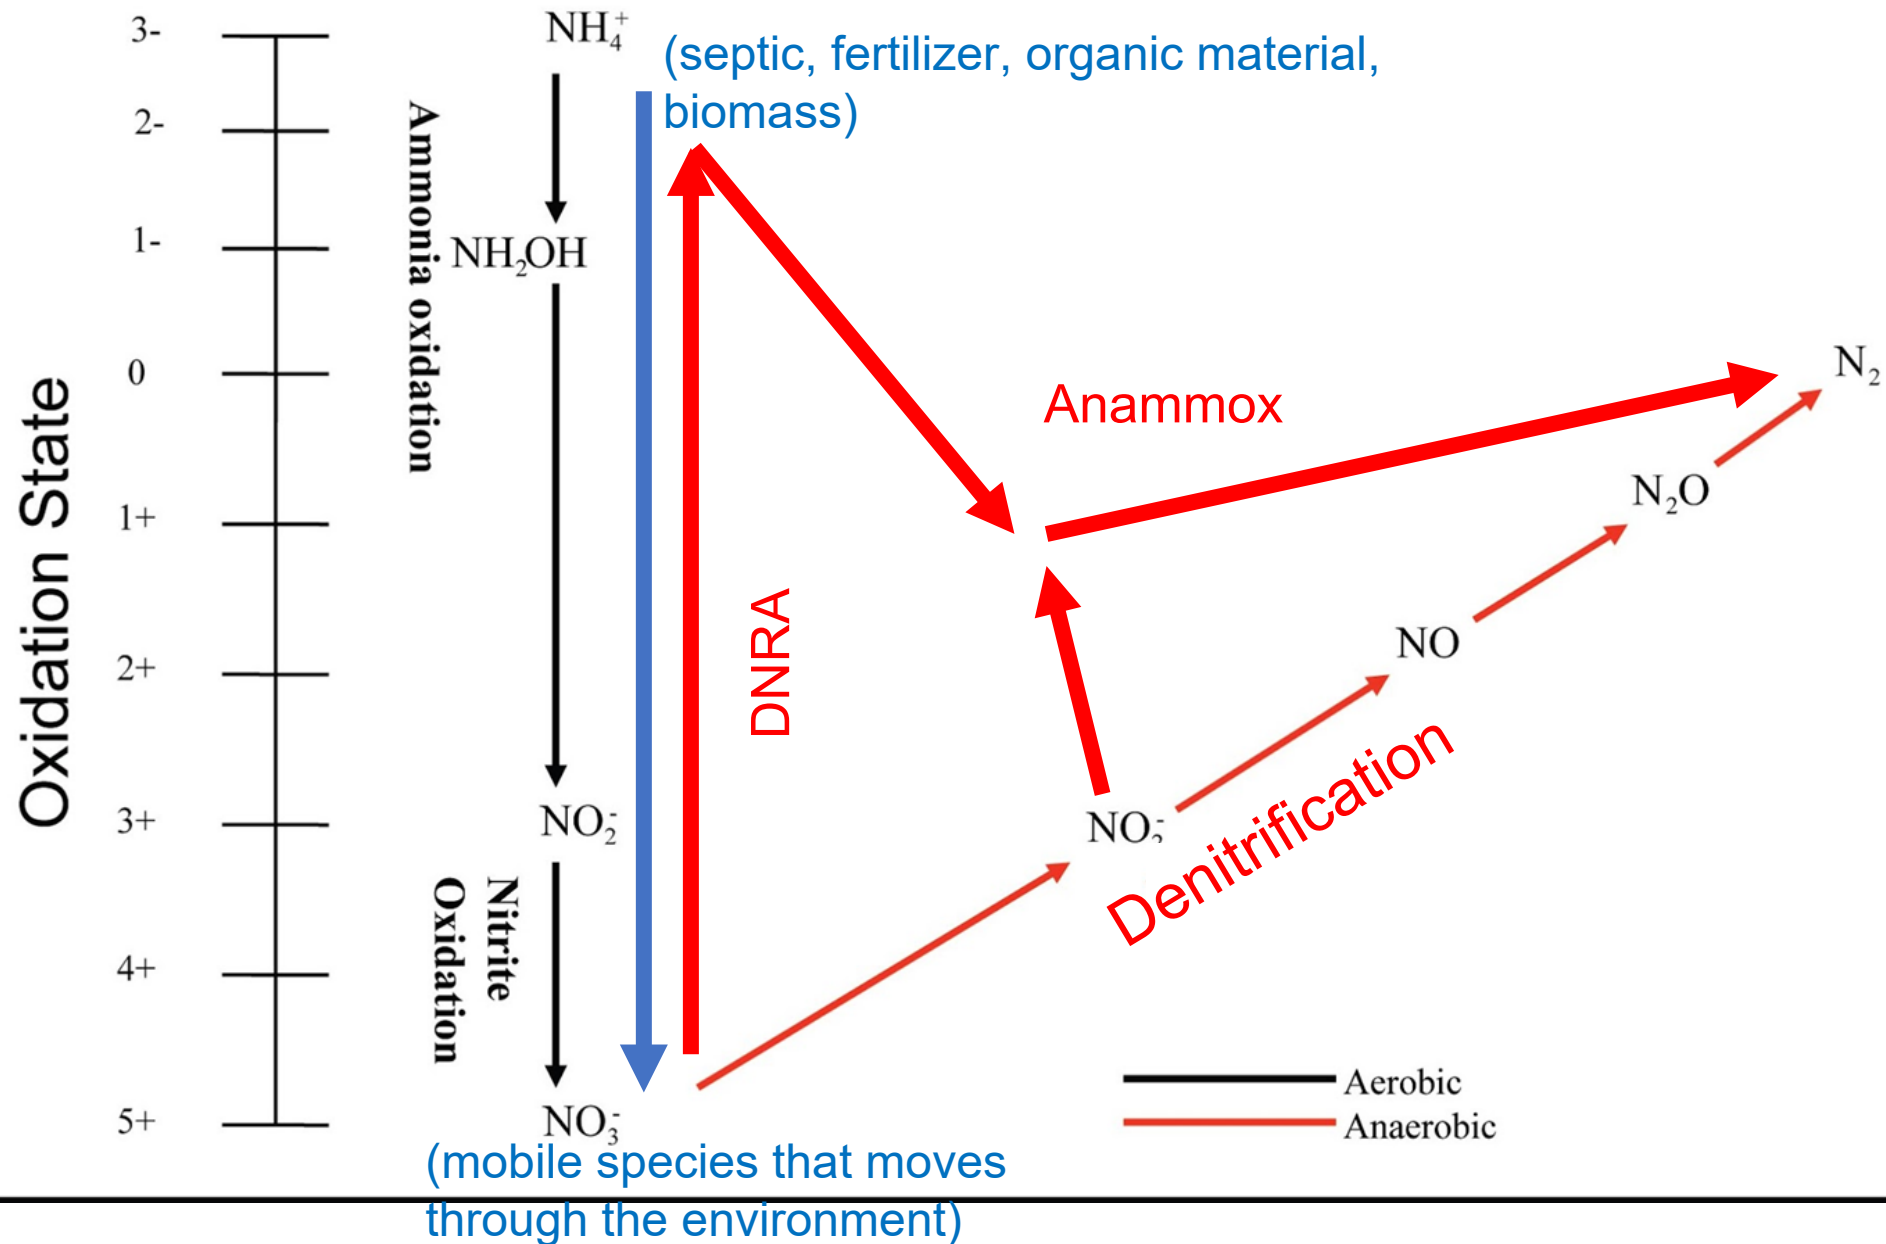 3-
2-
1-
0
1+
2+
3+
4+
5+
Oxidation State
Ammonia oxidation
Nitrite
Oxidation
NH₄⁺
(septic, fertilizer, organic material,
biomass)
NH₂OH
NO₂⁻
NO₃⁻
(mobile species that moves
through the environment)
DNRA
Anammox
N₂
N₂O
NO
NO₂⁻
Denitrification
Aerobic
Anaerobic